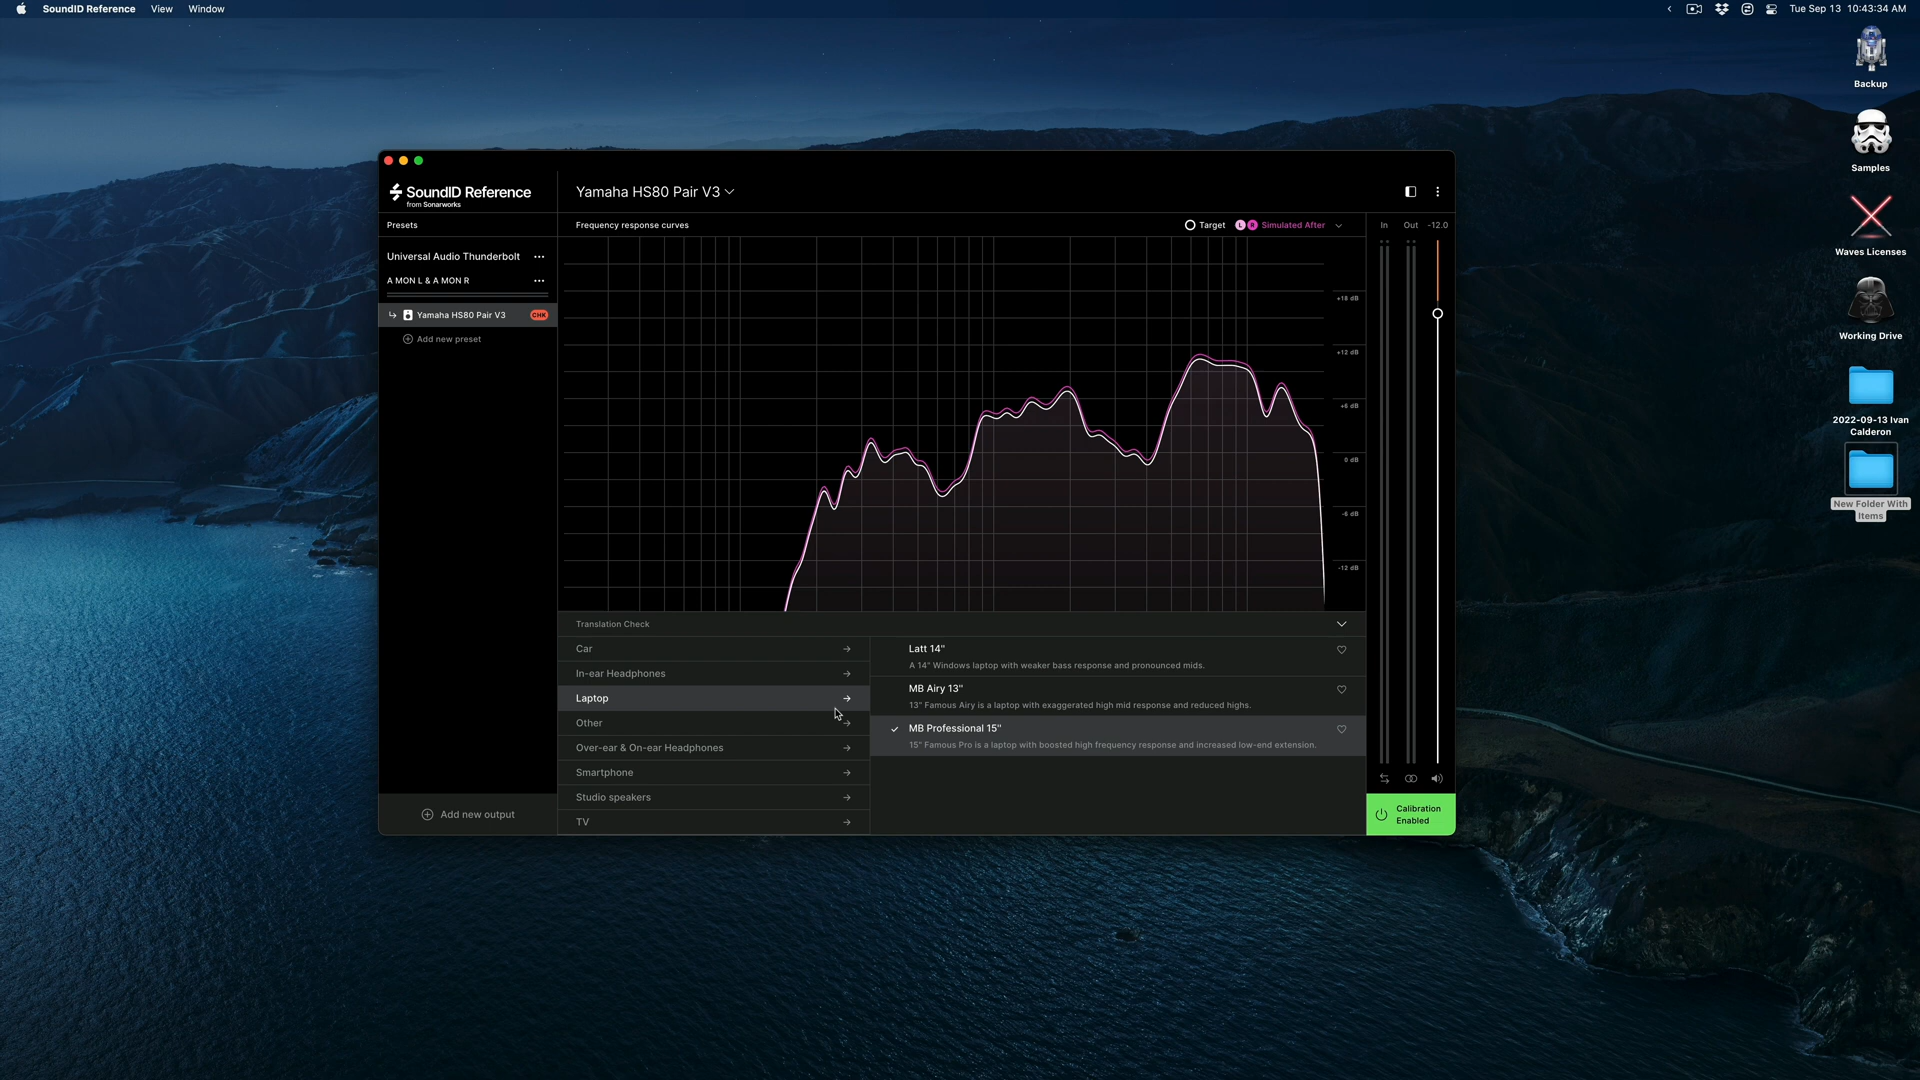 SoundID Reference View Window
Tue Sep 13 10:43:34 AM
Backup
Samples
Waves Licenses
Working Drive
2022-09-13 Ivan
Calderon
New Folder With
Items
SoundID Reference
from Sonarworks
Yamaha HS80 Pair V3
Presets
Frequency response curves
Target
L R Simulated After
In Out -12.0
Universal Audio Thunderbolt
A MON L & A MON R
Yamaha HS80 Pair V3 CHK
Add new preset
+18 dB
+12 dB
+6 dB
0 dB
-6 dB
-12 dB
Translation Check
Car
In-ear Headphones
Laptop
Other
Over-ear & On-ear Headphones
Smartphone
Studio speakers
TV
Latt 14"
A 14" Windows laptop with weaker bass response and pronounced mids.
MB Airy 13"
13" Famous Airy is a laptop with exaggerated high mid response and reduced highs.
MB Professional 15"
15" Famous Pro is a laptop with boosted high frequency response and increased low-end extension.
Add new output
Calibration
Enabled